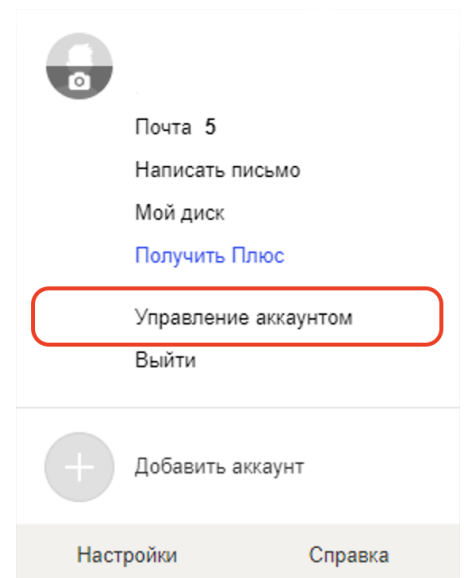 Почта 5
Написать письмо
Мой диск
Получить Плюс
Управление аккаунтом
Выйти
Добавить аккаунт
Настройки Справка